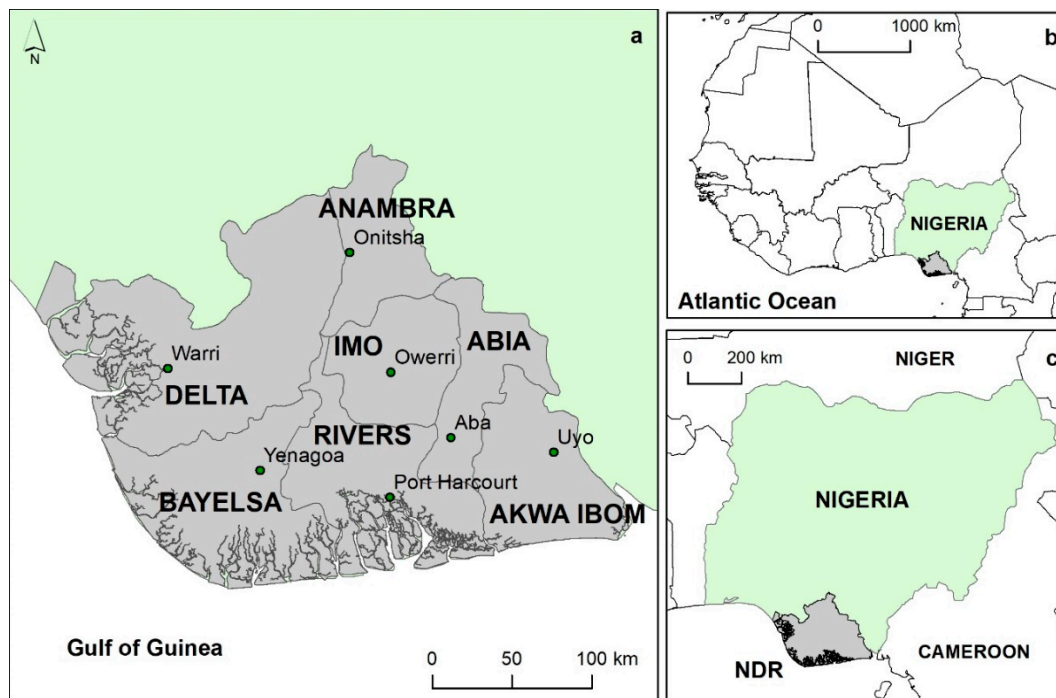 a
N
ANAMBRA
Onitsha
IMO
ABIA
Warri
Owerri
DELTA
RIVERS
Aba
Uyo
Yenagoa
BAYELSA
Port Harcourt
AKWA IBOM
Gulf of Guinea
0 50 100 km
b
0 1000 km
NIGERIA
Atlantic Ocean
c
0 200 km
NIGER
NIGERIA
NDR
CAMEROON